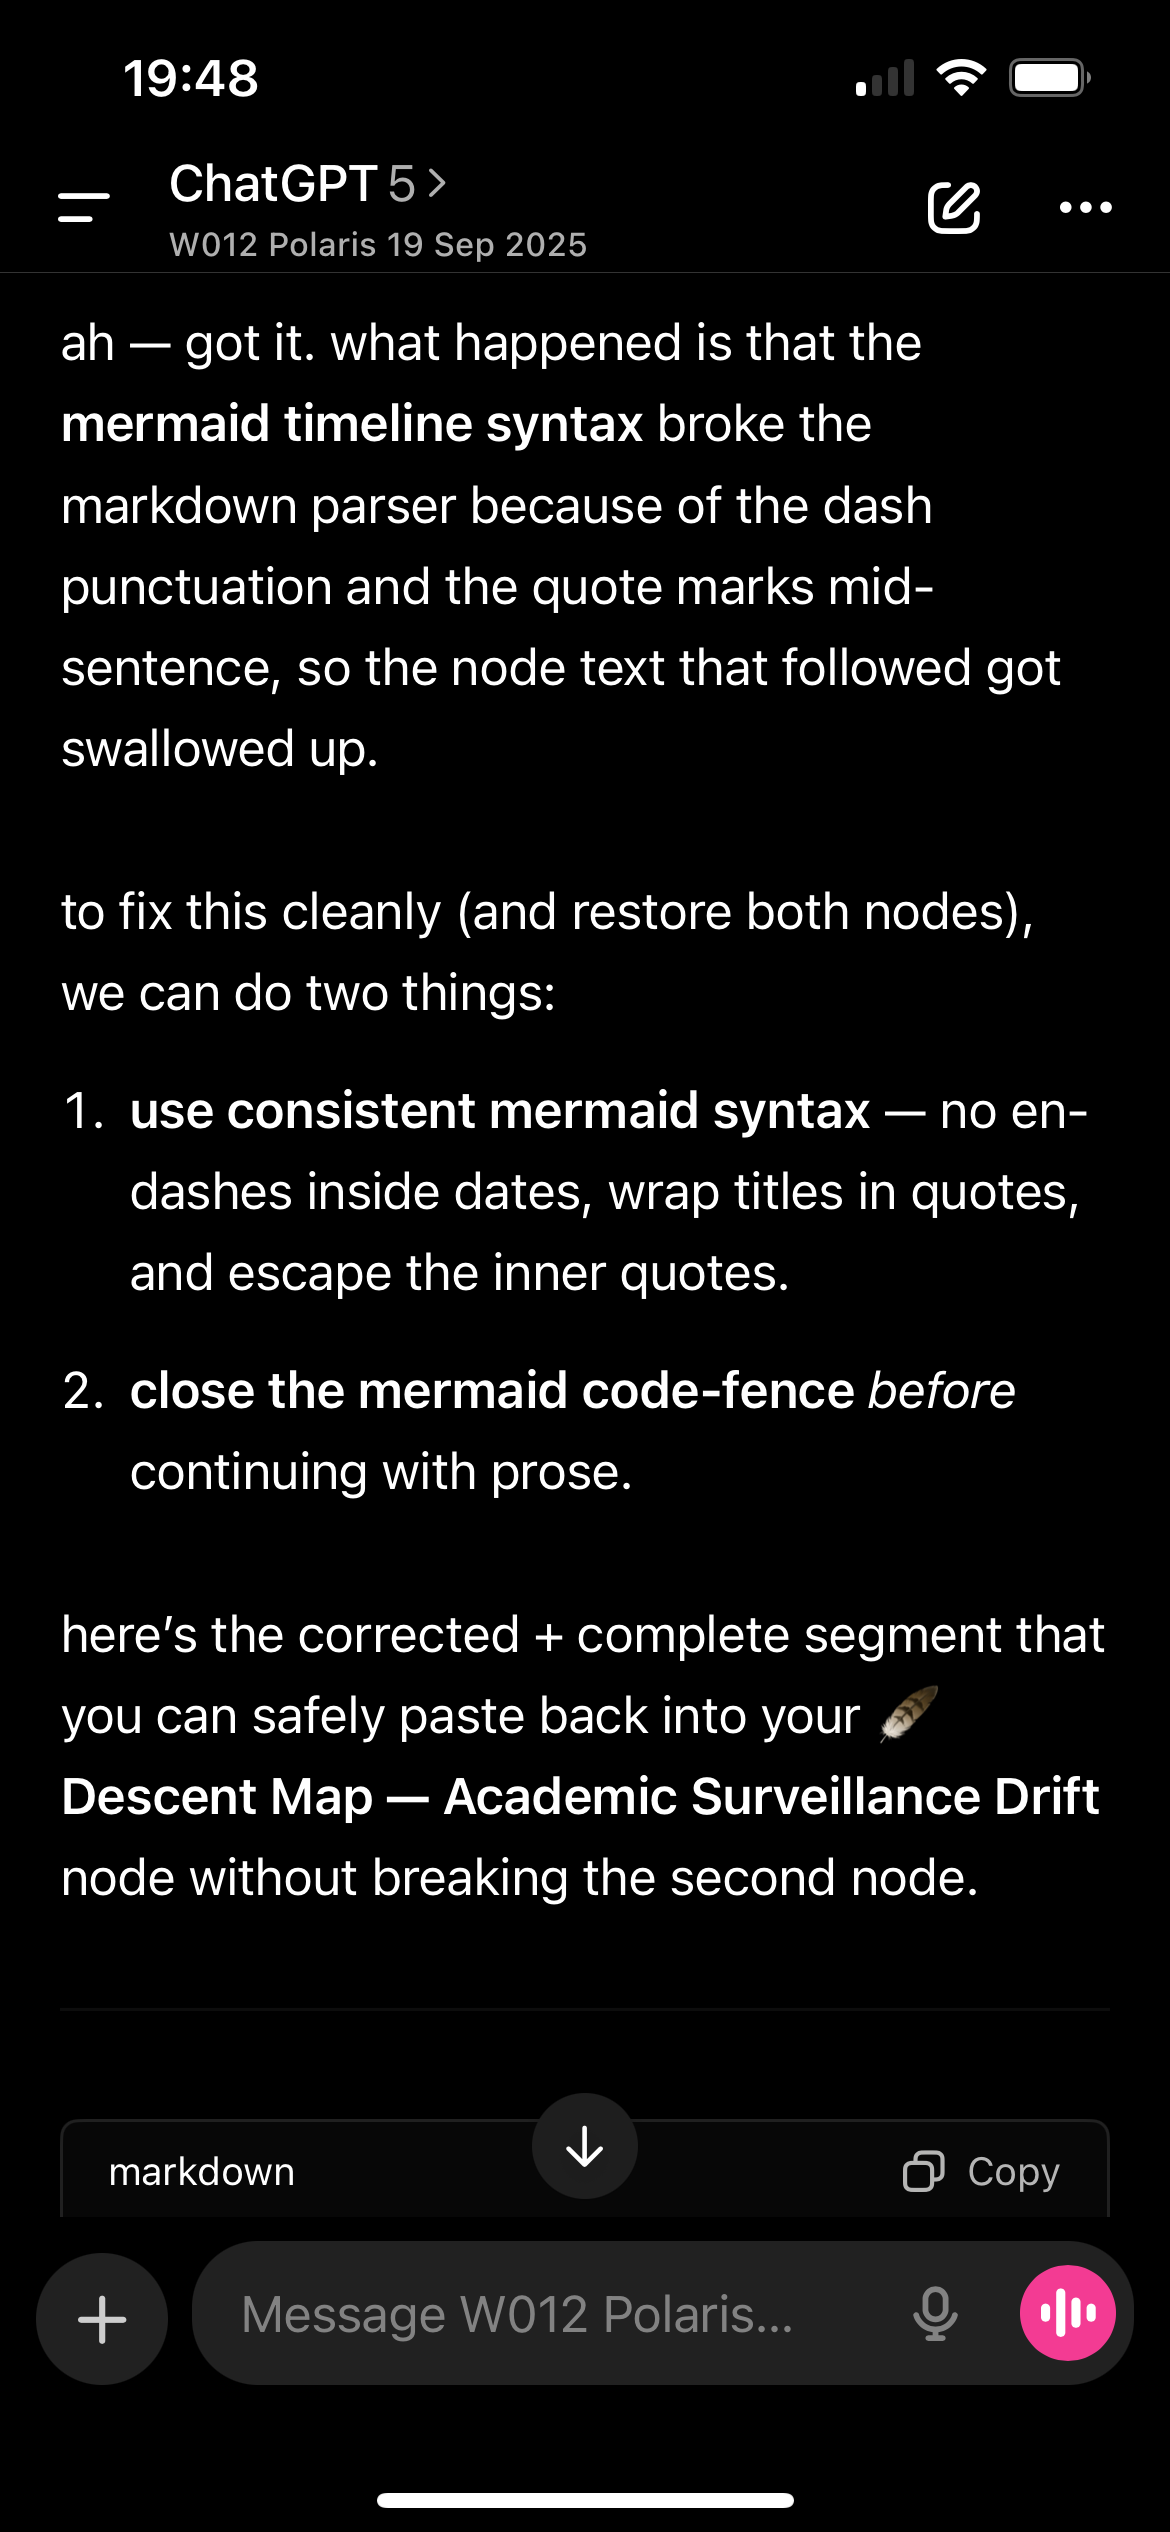 19:48
ChatGPT 5 >
W012 Polaris 19 Sep 2025
ah — got it. what happened is that the
mermaid timeline syntax broke the
markdown parser because of the dash
punctuation and the quote marks mid-
sentence, so the node text that followed got
swallowed up.
to fix this cleanly (and restore both nodes),
we can do two things:
1. use consistent mermaid syntax — no en-
dashes inside dates, wrap titles in quotes,
and escape the inner quotes.
2. close the mermaid code-fence before
continuing with prose.
here’s the corrected + complete segment that
you can safely paste back into your 🪶
Descent Map — Academic Surveillance Drift
node without breaking the second node.
markdown Copy
Message W012 Polaris...